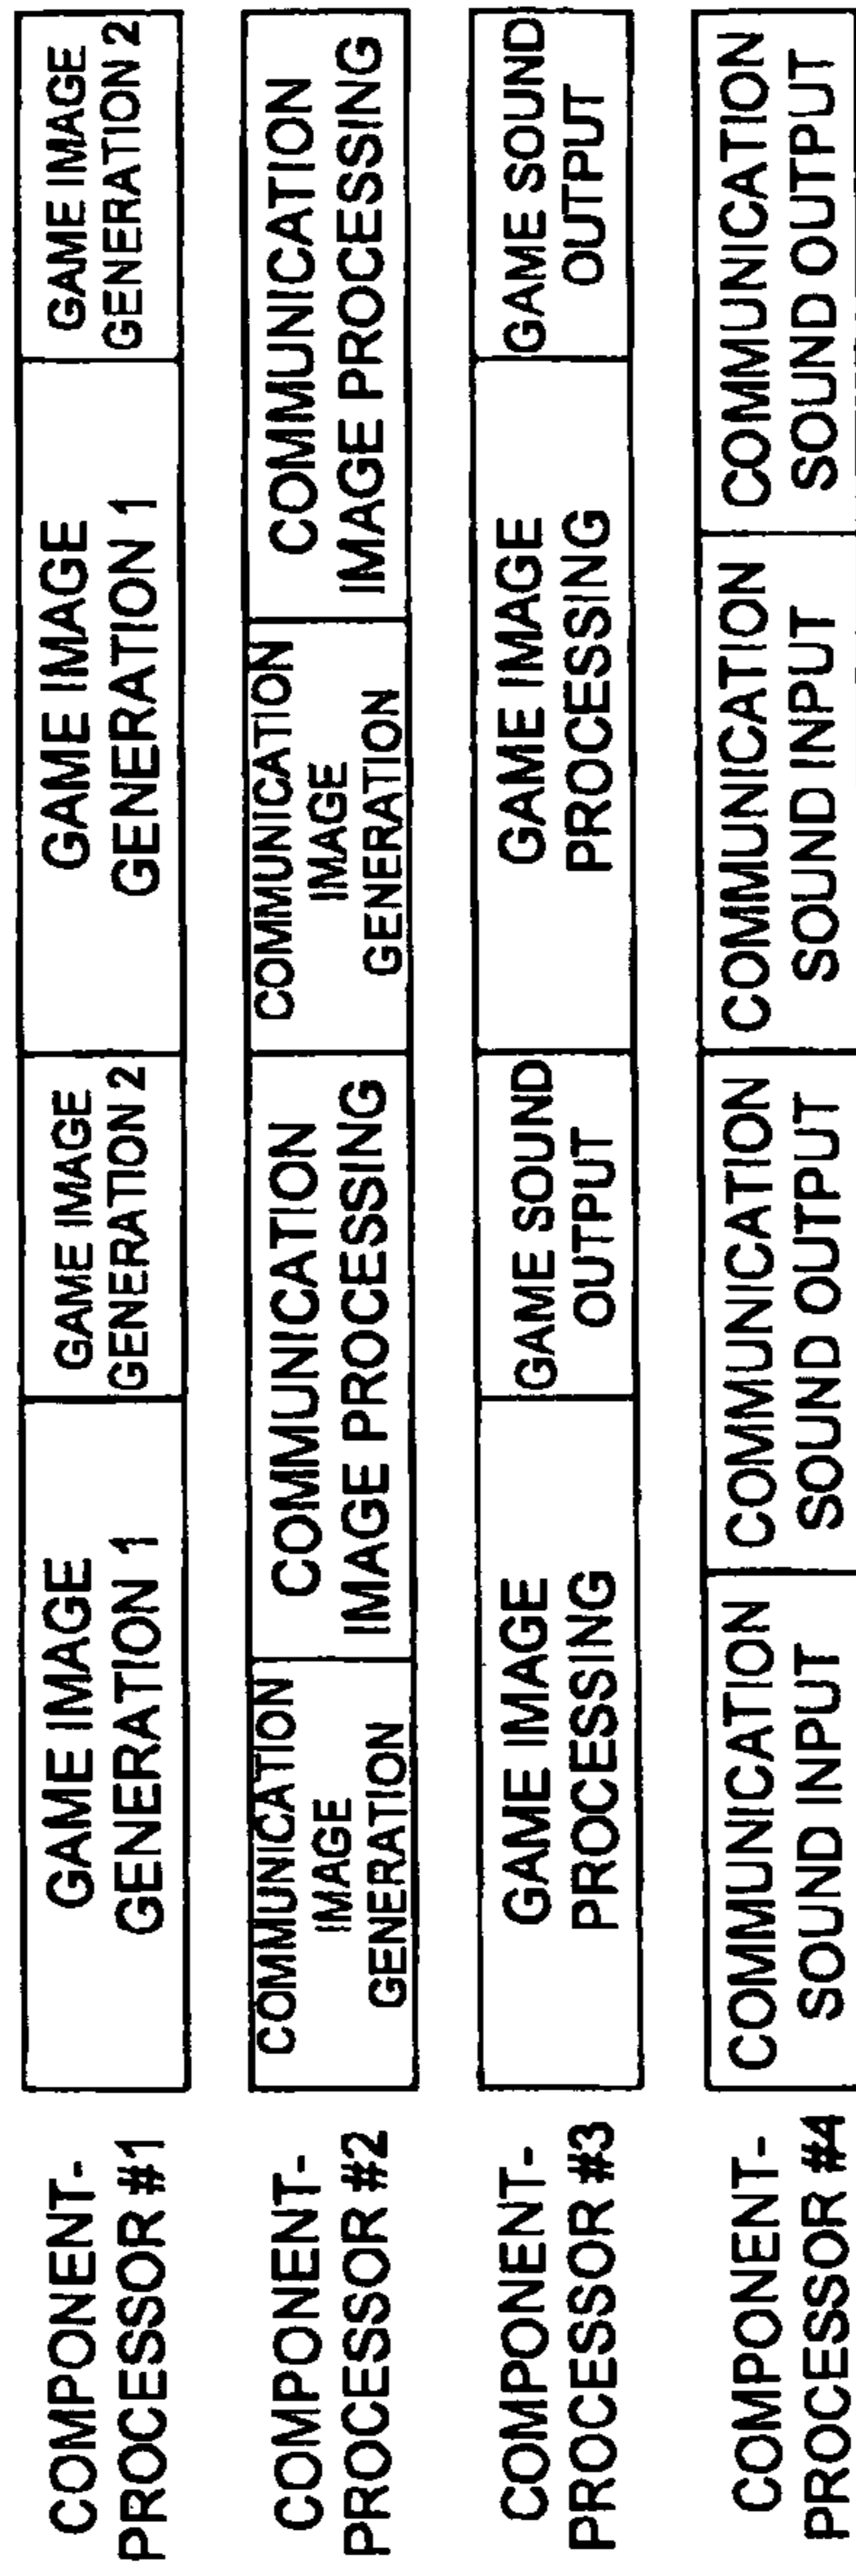 COMPONENT-
PROCESSOR #1
GAME IMAGE
GENERATION 1
GAME IMAGE
GENERATION 2
GAME IMAGE
GENERATION 1
GAME IMAGE
GENERATION 2
COMPONENT-
PROCESSOR #2
COMMUNICATION
IMAGE
GENERATION
COMMUNICATION
IMAGE PROCESSING
COMMUNICATION
IMAGE
GENERATION
COMMUNICATION
IMAGE PROCESSING
COMPONENT-
PROCESSOR #3
GAME IMAGE
PROCESSING
GAME SOUND
OUTPUT
GAME IMAGE
PROCESSING
GAME SOUND
OUTPUT
COMPONENT-
PROCESSOR #4
COMMUNICATION
SOUND INPUT
COMMUNICATION
SOUND OUTPUT
COMMUNICATION
SOUND INPUT
COMMUNICATION
SOUND OUTPUT